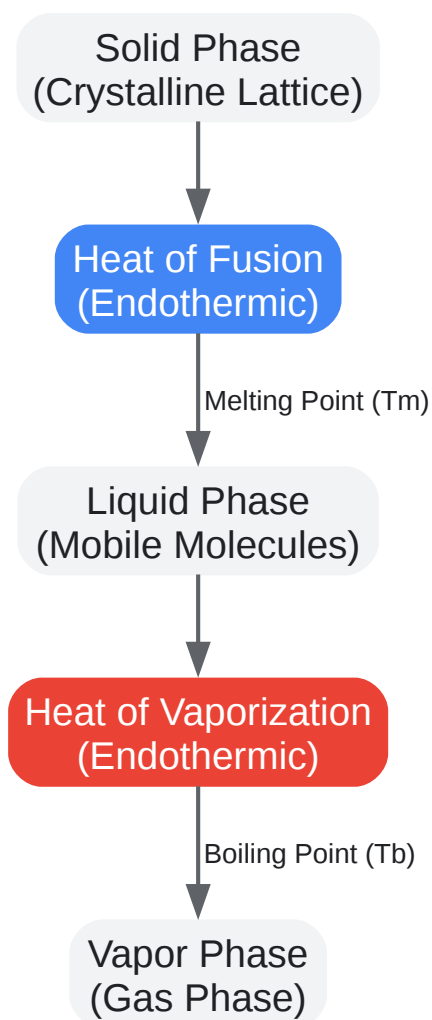 Solid Phase
(Crystalline Lattice)
Heat of Fusion
(Endothermic)
Melting Point (Tm)
Liquid Phase
(Mobile Molecules)
Heat of Vaporization
(Endothermic)
Boiling Point (Tb)
Vapor Phase
(Gas Phase)